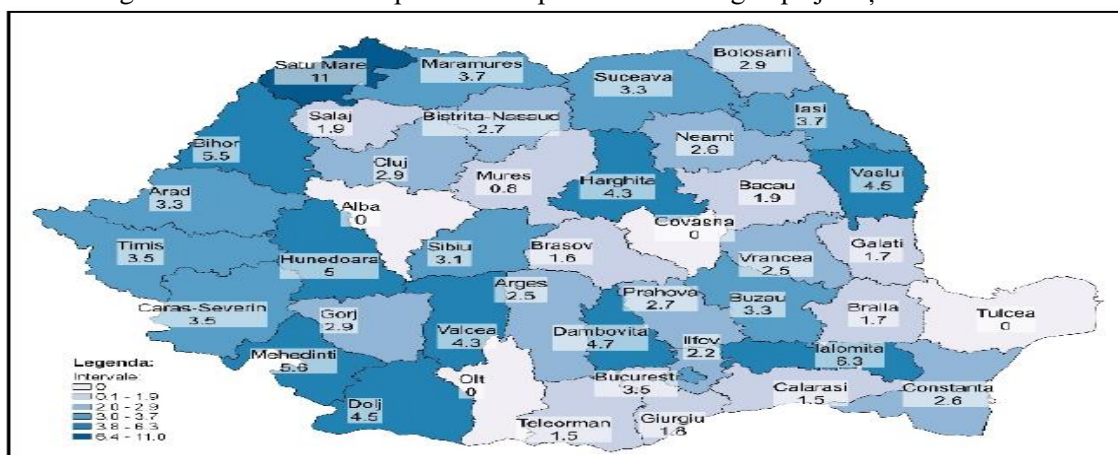 Satu Mare
11
Maramures
3.7
Suceava
3.3
Botosani
2.9
Iasi
3.7
Salaj
1.9
Bistrita-Nasaud
2.7
Neamt
2.6
Bihor
5.5
Cluj
2.9
Mures
0.8
Harghita
4.3
Bacau
1.9
Vaslui
4.5
Arad
3.3
Alba
0
Covasna
0
Timis
3.5
Hunedoara
5
Sibiu
3.1
Brasov
1.6
Vrancea
2.5
Galati
1.7
Caras-Severin
3.5
Gorj
2.9
Valcea
4.3
Arges
2.5
Dambovita
4.7
Prahova
2.7
Buzau
3.3
Braila
1.7
Tulcea
0
Mehedinti
5.6
Dolj
4.5
Olt
0
Teleorman
1.5
Bucuresti
3.5
Ilfov
2.2
Giurgiu
1.8
Calarasi
1.5
Ialomita
6.3
Constanta
2.6
Legenda:
Intervale:
0
0.1 - 1.9
2.0 - 2.9
3.0 - 3.7
3.8 - 6.3
6.4 - 11.0